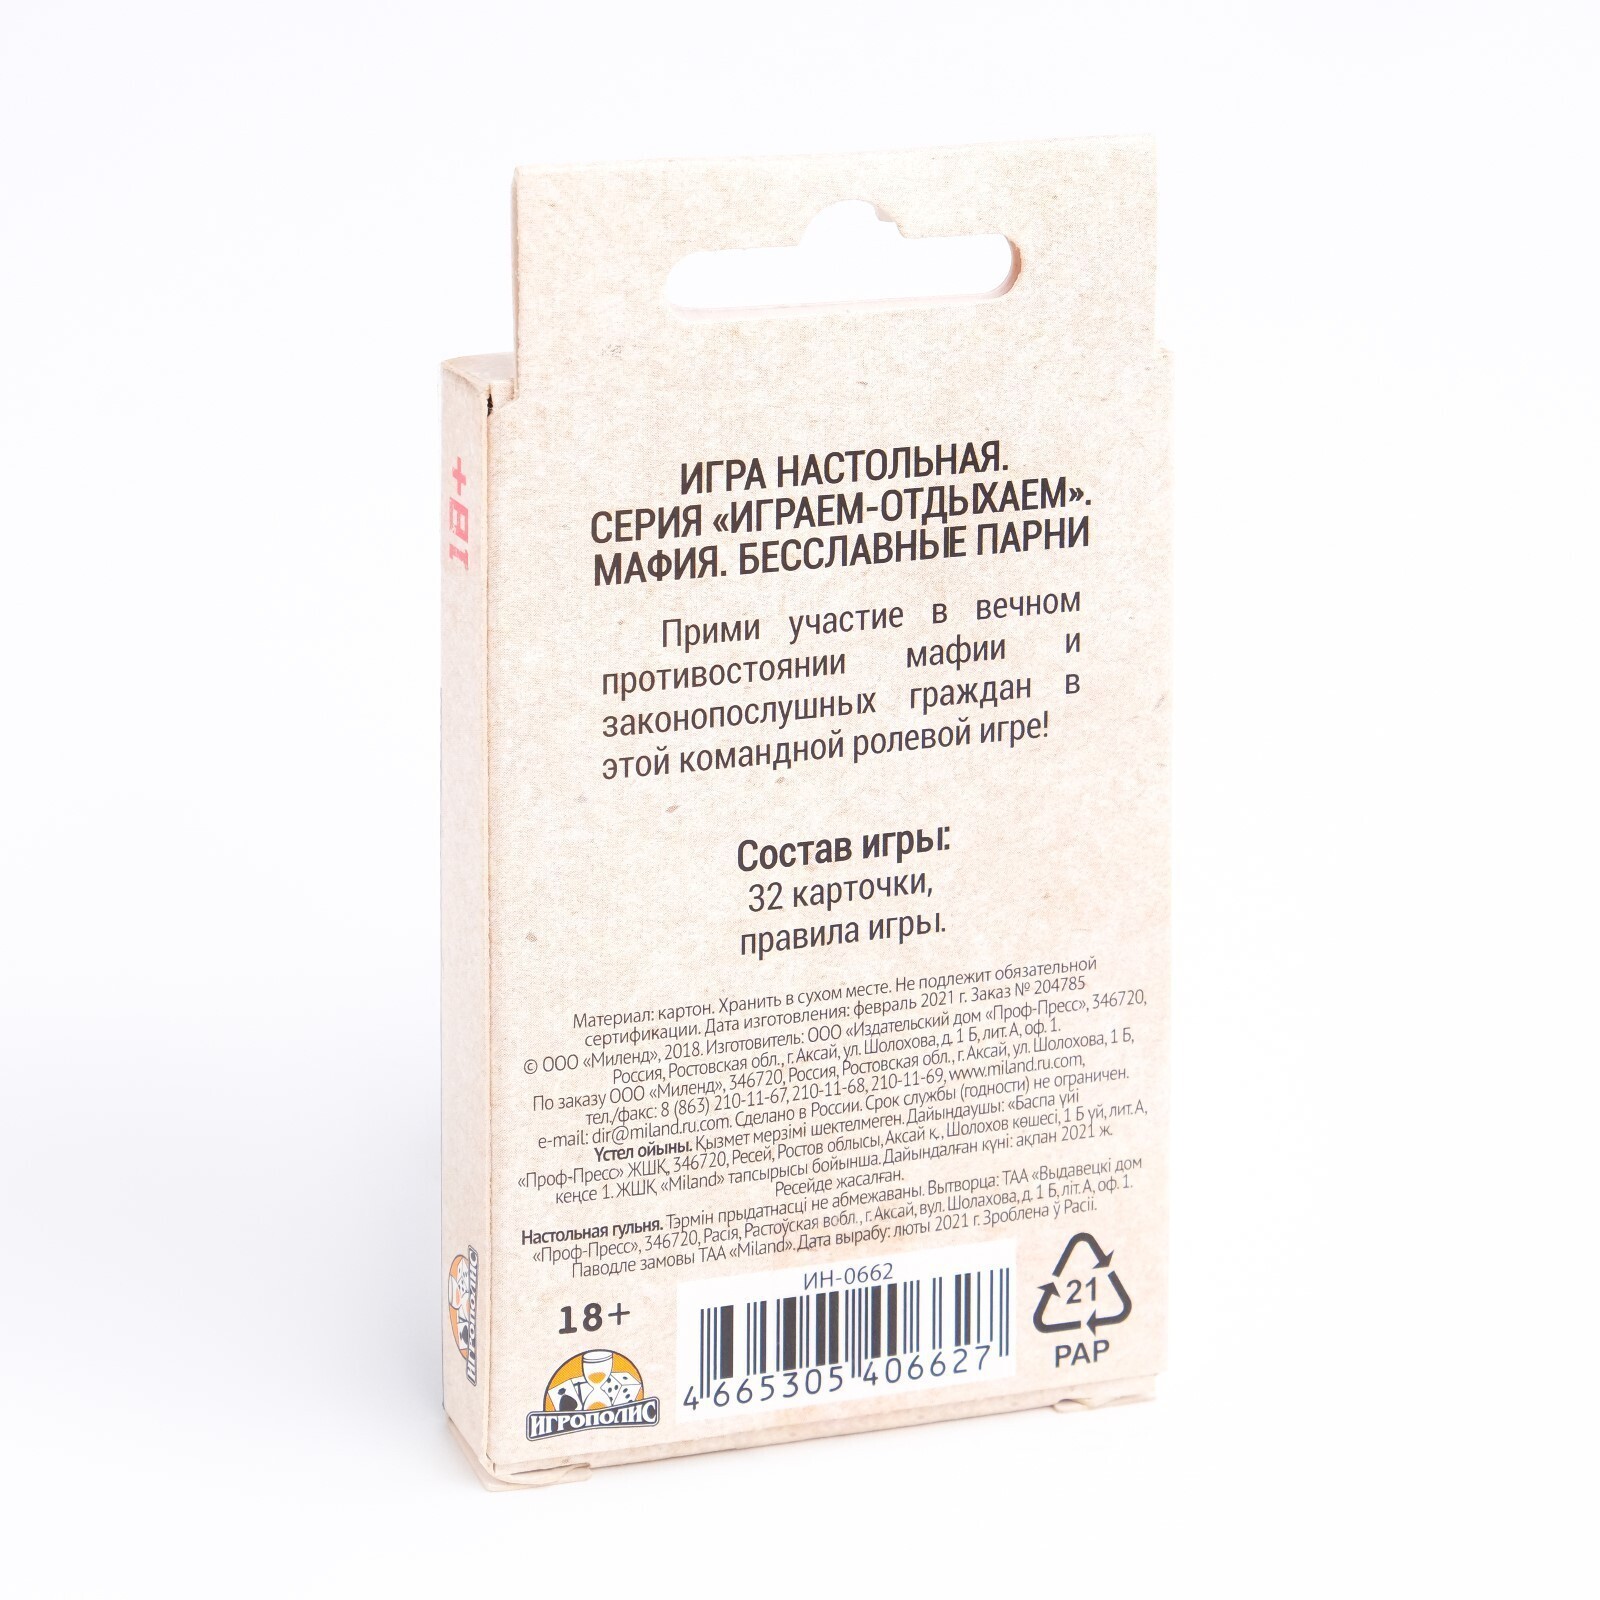 ИГРА НАСТОЛЬНАЯ.
СЕРИЯ «ИГРАЕМ-ОТДЫХАЕМ».
МАФИЯ. БЕССЛАВНЫЕ ПАРНИ
Прими участие в вечном
противостоянии мафии и
законопослушных граждан в
этой командной ролевой игре!
Состав игры:
32 карточки,
правила игры.
Материал: картон. Хранить в сухом месте. Не подлежит обязательной
сертификации. Дата изготовления: февраль 2021 г. Заказ № 204785
© ООО «Миленд», 2018. Изготовитель: ООО «Издательский дом «Проф-Пресс», 346720,
Россия, Ростовская обл., г. Аксай, ул. Шолохова, д. 1 Б, лит. А, оф. 1.
По заказу ООО «Миленд», 346720, Россия, Ростовская обл., г. Аксай, ул. Шолохова, 1 Б,
тел./факс: 8 (863) 210-11-67, 210-11-68, 210-11-69, www.miland.ru.com,
e-mail: dir@miland.ru.com. Сделано в России. Срок службы (годности) не ограничен.
Үстел ойыны. Қызмет мерзімі шектелмеген. Дайындаушы: «Баспа үйі
«Проф-Пресс» ЖШҚ, 346720, Ресей, Ростов облысы, Аксай қ., Шолохов көшесі, 1 Б уй, лит. А,
кеңсе 1. ЖШҚ «Miland» тапсырысы бойынша. Дайындалған күні: ақпан 2021 ж.
Ресейде жасалған.
Настольная гульня. Тэрмін прыдатнасці не абмежаваны. Вытворца: ТАА «Выдавецкі дом
«Проф-Пресс», 346720, Расія, Растоўская вобл., г. Аксай, вул. Шолахова, д. 1 Б, літ. А, оф. 1.
Паводле замовы ТАА «Miland». Дата вырабу: люты 2021 г. Зроблена ў Расіі.
ИН-0662
18+
21
PAP
4 665305 406627
ИГРОПОЛИС
18+
ИГРОПОЛИС